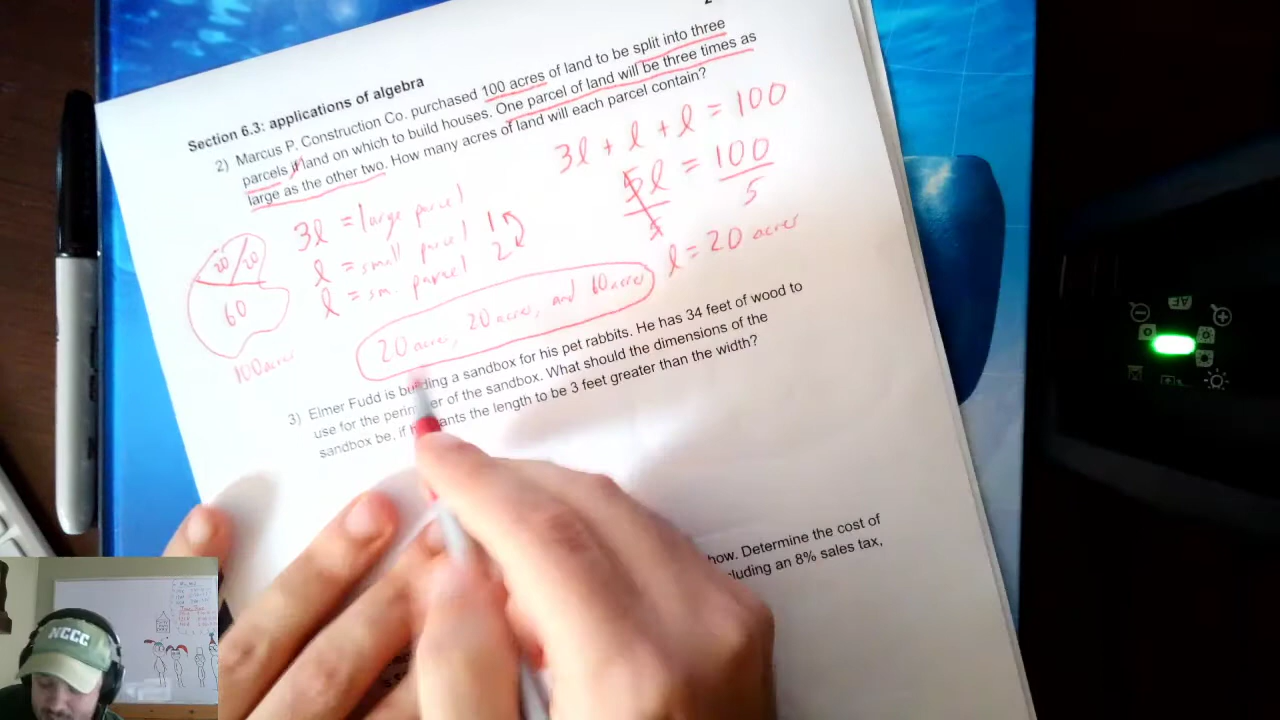 Section 6.3: applications of algebra
2) Marcus P. Construction Co. purchased 100 acres of land to be split into three
parcels if land on which to build houses. One parcel of land will be three times as
large as the other two. How many acres of land will each parcel contain?
3l + l + l = 100
5l = 100
5 5
l = 20 acres
3l = large parcel
l = small parcel 1
l = sm. parcel 2
20 20
60
100 acres
20 acres, 20 acres, and 60 acres
3) Elmer Fudd is building a sandbox for his pet rabbits. He has 34 feet of wood to
use for the perimeter of the sandbox. What should the dimensions of the
sandbox be, if he wants the length to be 3 feet greater than the width?
how. Determine the cost of
cluding an 8% sales tax,
AF
NCCC